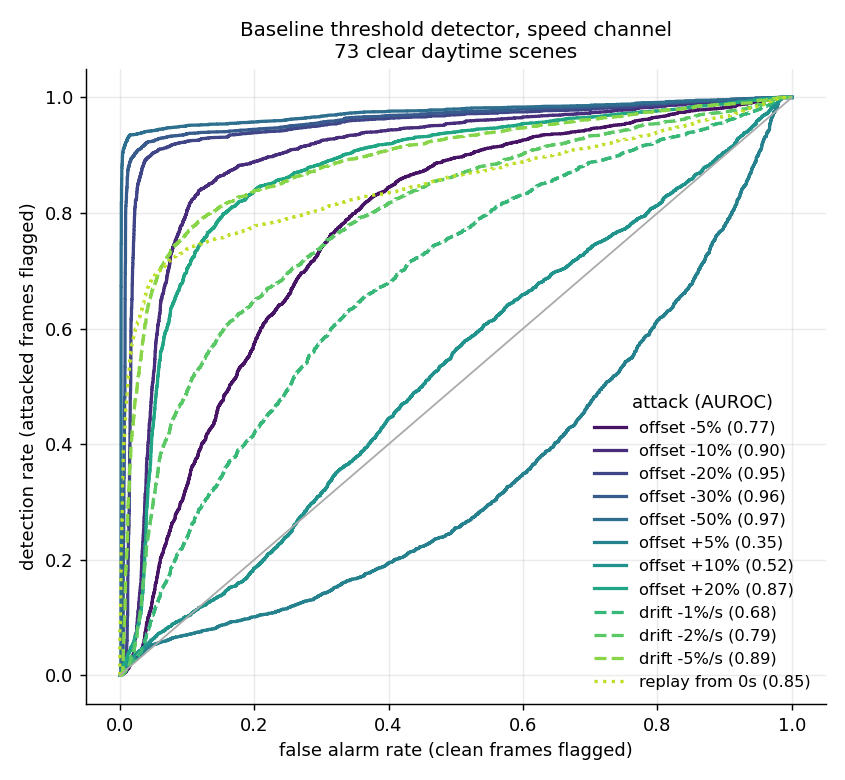 Baseline threshold detector, speed channel
73 clear daytime scenes
detection rate (attacked frames flagged)
1.0
0.8
0.6
0.4
0.2
0.0
attack (AUROC)
offset -5% (0.77)
offset -10% (0.90)
offset -20% (0.95)
offset -30% (0.96)
offset -50% (0.97)
offset +5% (0.35)
offset +10% (0.52)
offset +20% (0.87)
drift -1%/s (0.68)
drift -2%/s (0.79)
drift -5%/s (0.89)
replay from 0s (0.85)
0.0 0.2 0.4 0.6 0.8 1.0
false alarm rate (clean frames flagged)